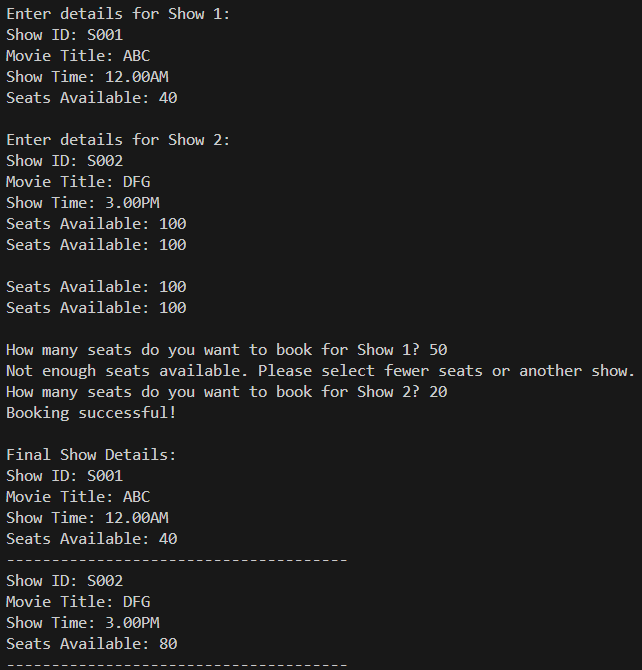 Enter details for Show 1:
Show ID: S001
Movie Title: ABC
Show Time: 12.00AM
Seats Available: 40
Enter details for Show 2:
Show ID: S002
Movie Title: DFG
Show Time: 3.00PM
Seats Available: 100
Seats Available: 100
Seats Available: 100
Seats Available: 100
How many seats do you want to book for Show 1? 50
Not enough seats available. Please select fewer seats or another show.
How many seats do you want to book for Show 2? 20
Booking successful!
Final Show Details:
Show ID: S001
Movie Title: ABC
Show Time: 12.00AM
Seats Available: 40
--------------------------------------
Show ID: S002
Movie Title: DFG
Show Time: 3.00PM
Seats Available: 80
--------------------------------------